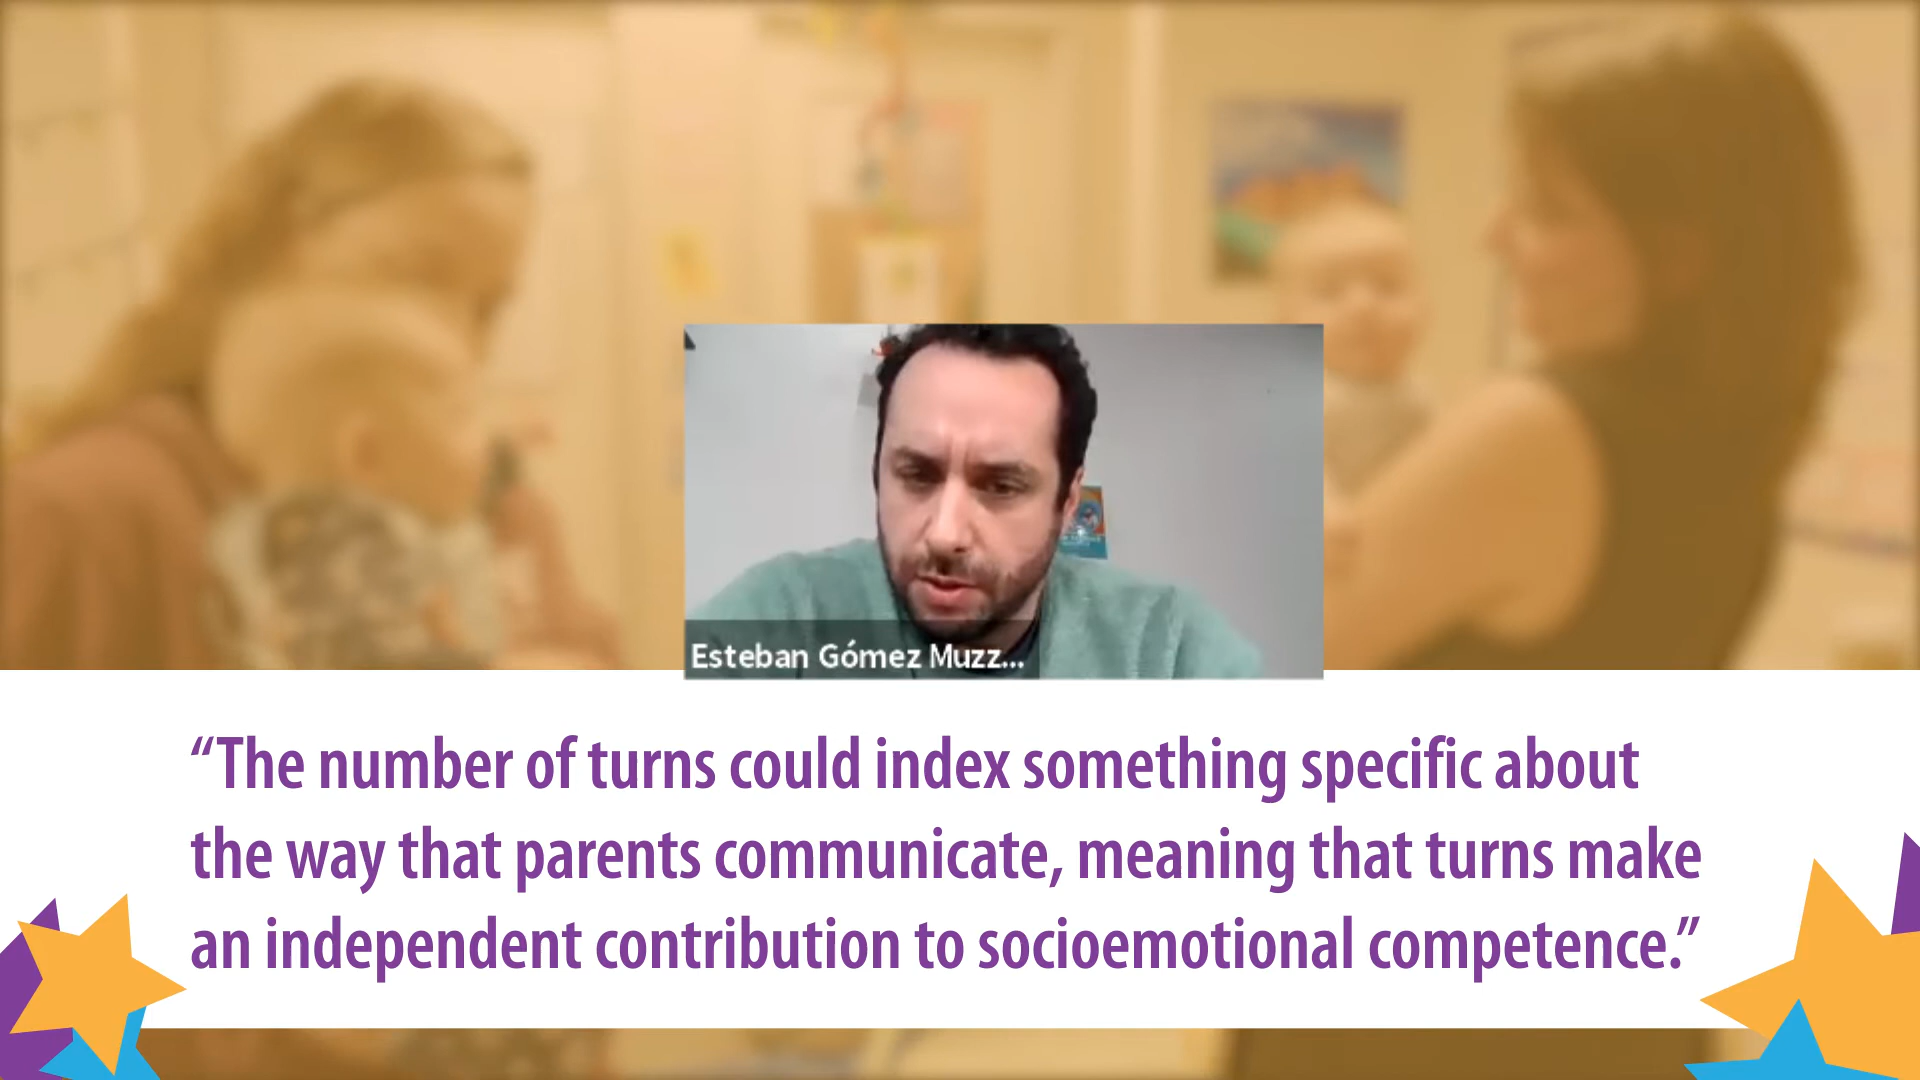 Esteban Gómez Muzz...
“The number of turns could index something specific about
the way that parents communicate, meaning that turns make
an independent contribution to socioemotional competence.”